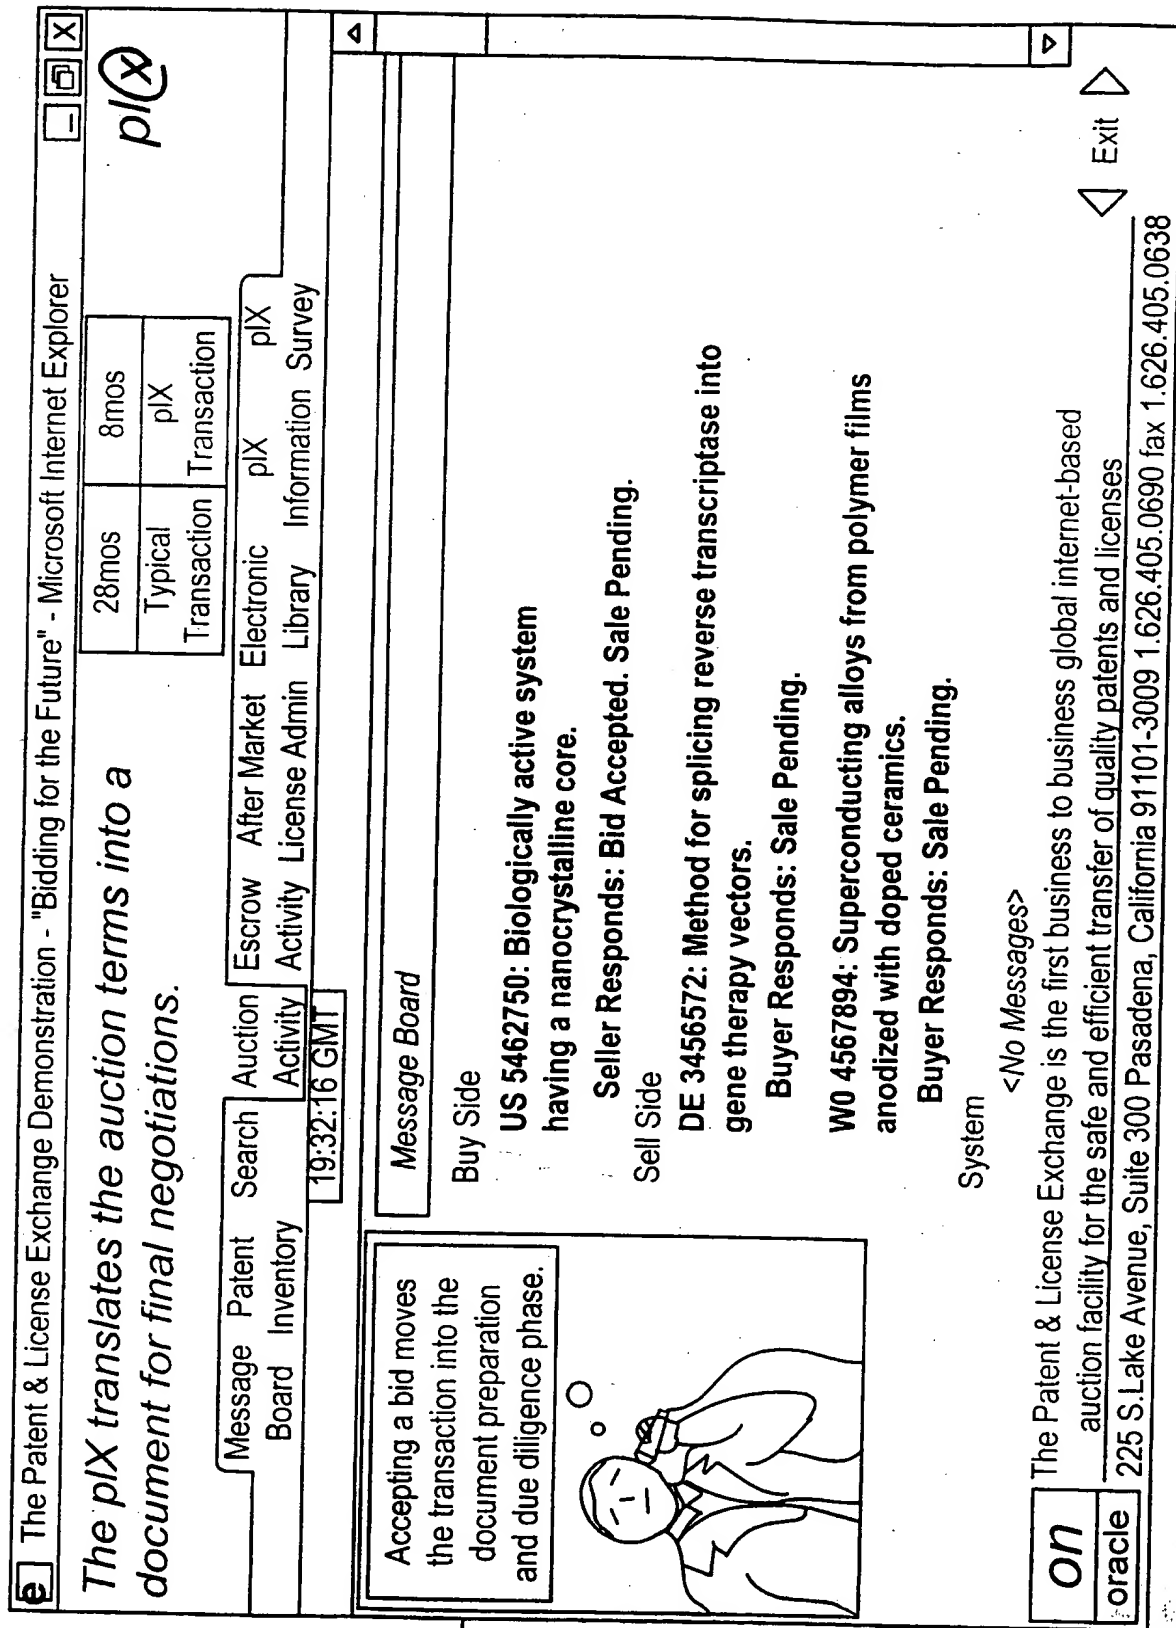 e The Patent & License Exchange Demonstration - "Bidding for the Future" - Microsoft Internet Explorer
The plX translates the auction terms into a
document for final negotiations.
28mos 8mos
Typical plX
Transaction Transaction
pl(x)
Message Patent Search Auction Escrow After Market Electronic plX plX
Board Inventory Activity Activity License Admin Library Information Survey
19:32:16 GMT
Accepting a bid moves
the transaction into the
document preparation
and due diligence phase.
Message Board
Buy Side
US 5462750: Biologically active system
having a nanocrystalline core.
Seller Responds: Bid Accepted. Sale Pending.
Sell Side
DE 3456572: Method for splicing reverse transcriptase into
gene therapy vectors.
Buyer Responds: Sale Pending.
W0 4567894: Superconducting alloys from polymer films
anodized with doped ceramics.
Buyer Responds: Sale Pending.
System
<No Messages>
on
oracle
The Patent & License Exchange is the first business to business global internet-based
auction facility for the safe and efficient transfer of quality patents and licenses
225 S.Lake Avenue, Suite 300 Pasadena, California 91101-3009 1.626.405.0690 fax 1.626.405.0638
Exit